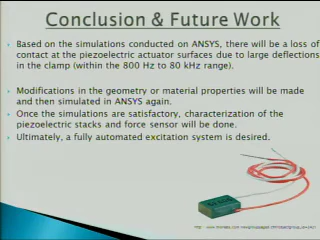 Conclusion & Future Work
Based on the simulations conducted on ANSYS, there will be a loss of
contact at the piezoelectric actuator surfaces due to large deflections
in the clamp (within the 800 Hz to 80 kHz range).
Modifications in the geometry or material properties will be made
and then simulated in ANSYS again.
Once the simulations are satisfactory, characterization of the
piezoelectric stacks and force sensor will be done.
Ultimately, a fully automated excitation system is desired.